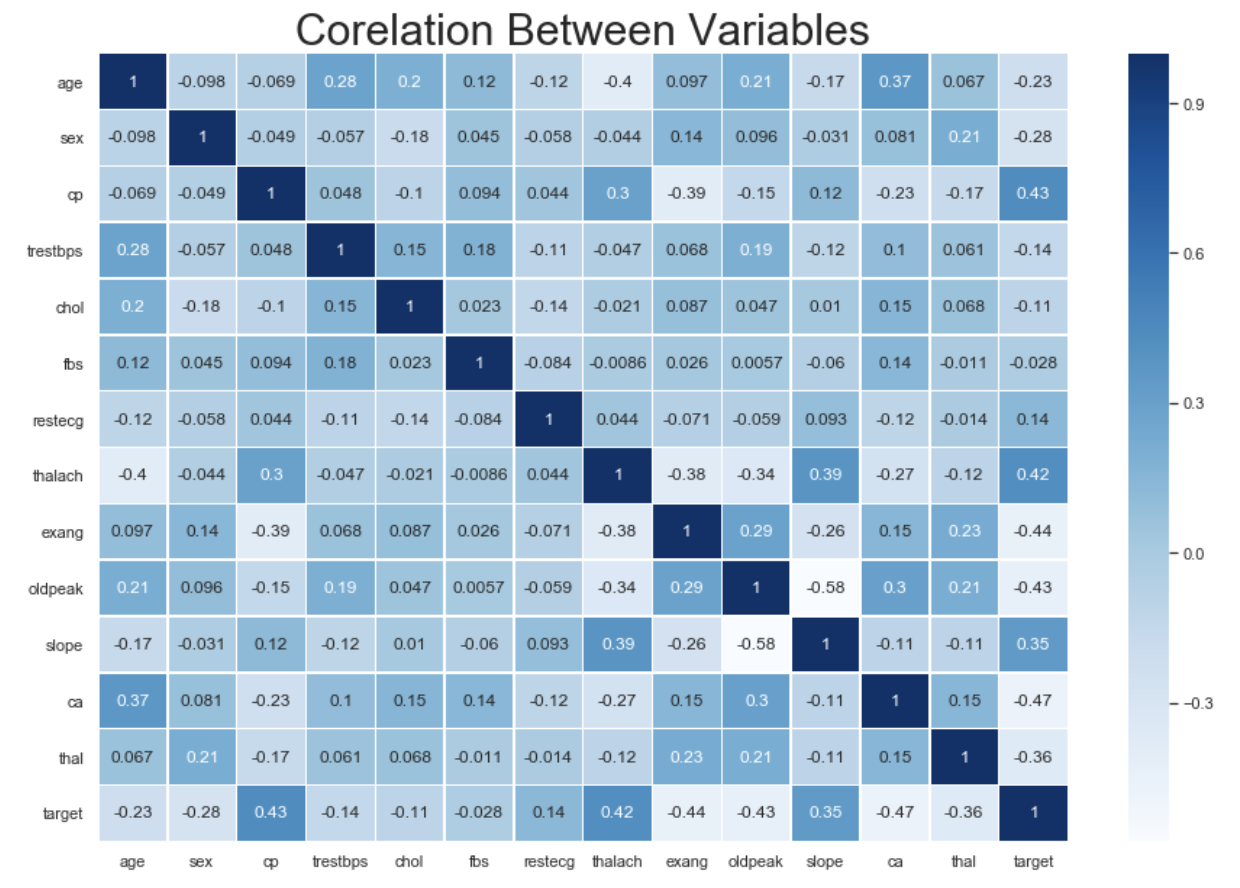 Corelation Between Variables
age 1 -0.098 -0.069 0.28 0.2 0.12 -0.12 -0.4 0.097 0.21 -0.17 0.37 0.067 -0.23
0.9
sex -0.098 1 -0.049 -0.057 -0.18 0.045 -0.058 -0.044 0.14 0.096 -0.031 0.081 0.21 -0.28
cp -0.069 -0.049 1 0.048 -0.1 0.094 0.044 0.3 -0.39 -0.15 0.12 -0.23 -0.17 0.43
trestbps 0.28 -0.057 0.048 1 0.15 0.18 -0.11 -0.047 0.068 0.19 -0.12 0.1 0.061 -0.14
0.6
chol 0.2 -0.18 -0.1 0.15 1 0.023 -0.14 -0.021 0.087 0.047 0.01 0.15 0.068 -0.11
fbs 0.12 0.045 0.094 0.18 0.023 1 -0.084 -0.0086 0.026 0.0057 -0.06 0.14 -0.011 -0.028
0.3
restecg -0.12 -0.058 0.044 -0.11 -0.14 -0.084 1 0.044 -0.071 -0.059 0.093 -0.12 -0.014 0.14
thalach -0.4 -0.044 0.3 -0.047 -0.021 -0.0086 0.044 1 -0.38 -0.34 0.39 -0.27 -0.12 0.42
exang 0.097 0.14 -0.39 0.068 0.087 0.026 -0.071 -0.38 1 0.29 -0.26 0.15 0.23 -0.44
0.0
oldpeak 0.21 0.096 -0.15 0.19 0.047 0.0057 -0.059 -0.34 0.29 1 -0.58 0.3 0.21 -0.43
slope -0.17 -0.031 0.12 -0.12 0.01 -0.06 0.093 0.39 -0.26 -0.58 1 -0.11 -0.11 0.35
ca 0.37 0.081 -0.23 0.1 0.15 0.14 -0.12 -0.27 0.15 0.3 -0.11 1 0.15 -0.47
−0.3
thal 0.067 0.21 -0.17 0.061 0.068 -0.011 -0.014 -0.12 0.23 0.21 -0.11 0.15 1 -0.36
target -0.23 -0.28 0.43 -0.14 -0.11 -0.028 0.14 0.42 -0.44 -0.43 0.35 -0.47 -0.36 1
age sex cp trestbps chol fbs restecg thalach exang oldpeak slope ca thal target